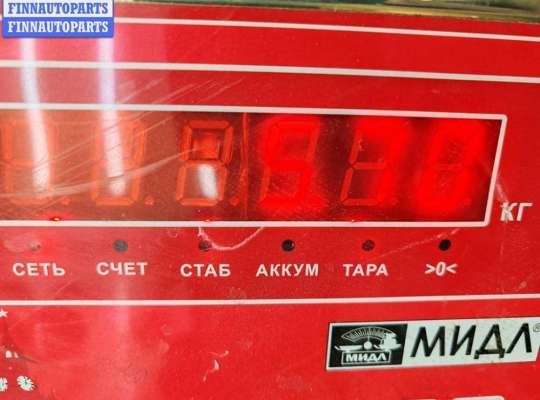 FINNAUTOPARTS
FINNAUTOPARTS
КГ
СЕТЬ СЧЕТ СТАБ АККУМ ТАРА >0<
МИДЛ МИДЛ®